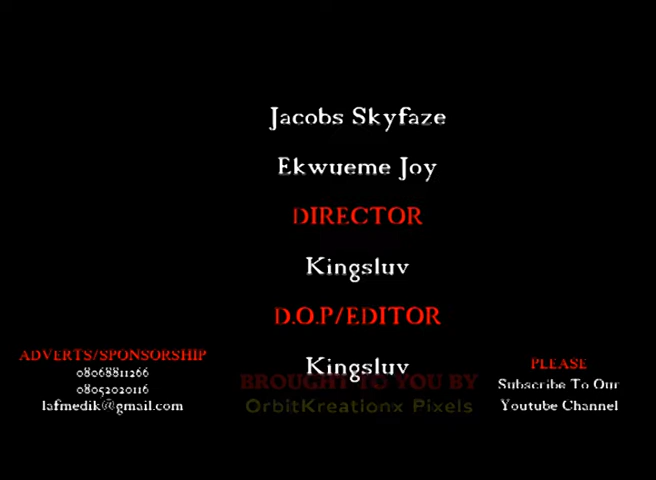 Jacobs Skyfaze
Ekwueme Joy
DIRECTOR
Kingsluv
D.O.P/EDITOR
Kingsluv
ADVERTS/SPONSORSHIP
08068811266
08052020116
lafmedik@gmail.com
BROUGHT TO YOU BY
OrbitKreationx Pixels
PLEASE
Subscribe To Our
Youtube Channel